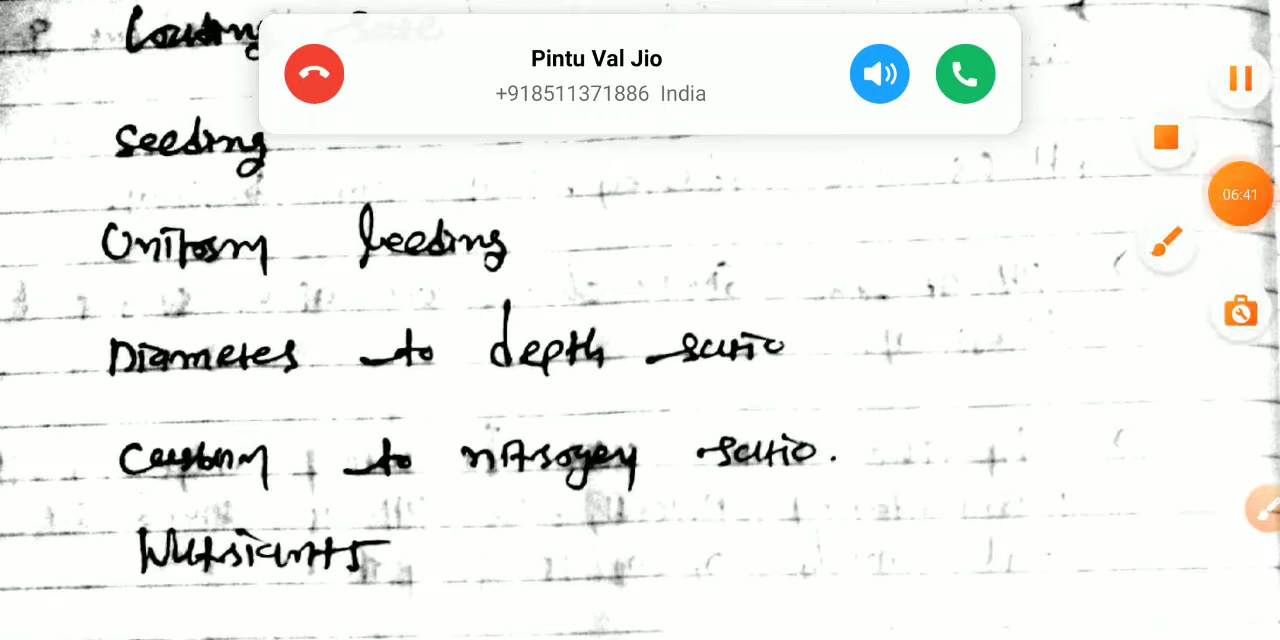 Loading rate
Pintu Val Jio
+918511371886 India
Seeding
Uniform feeding
06:41
Diameter to depth ratio
Carbon to nitrogen ratio.
Nutrients